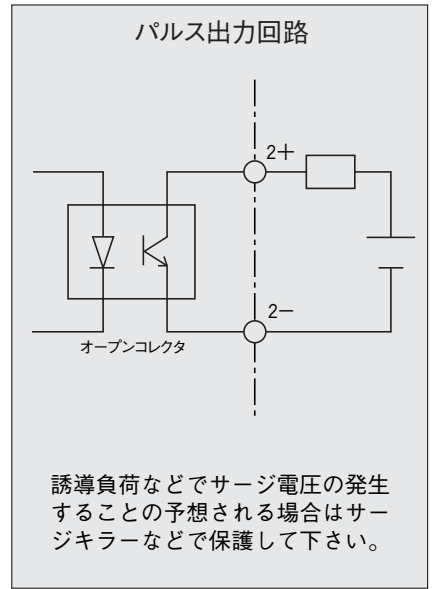 パルス出力回路
2+
2−
オープンコレクタ
誘導負荷などでサージ電圧の発生
することの予想される場合はサー
ジキラーなどで保護して下さい。